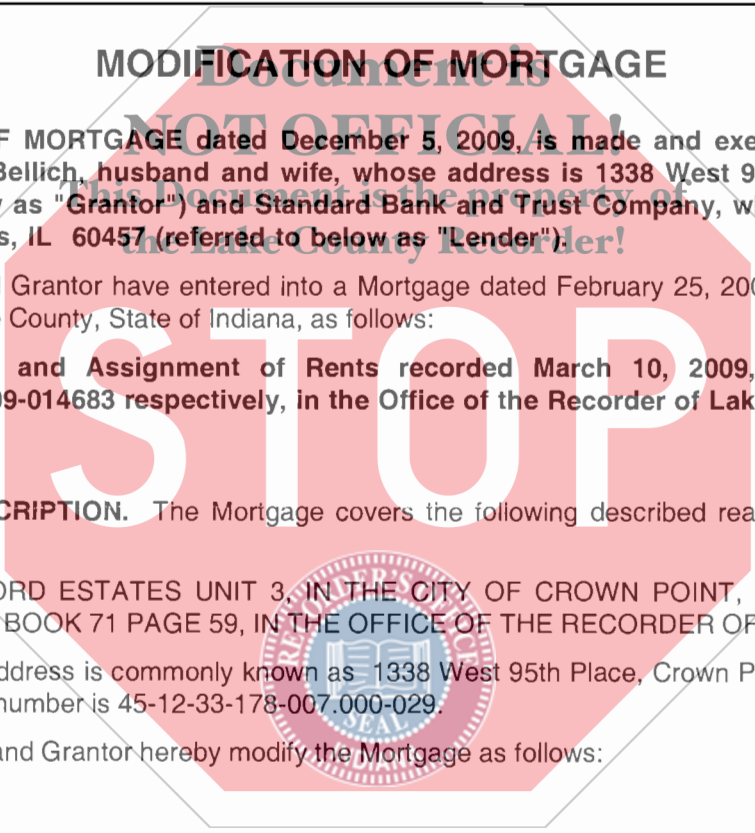 MODIFICATION OF MORTGAGE
Document is
NOT OFFICIAL!
This Document is the property of
the Lake County Recorder!
STOP
F MORTGAGE dated December 5, 2009, is made and exe
Bellich, husband and wife, whose address is 1338 West 9
as "Grantor") and Standard Bank and Trust Company, w
s, IL 60457 (referred to below as "Lender").
Grantor have entered into a Mortgage dated February 25, 200
County, State of Indiana, as follows:
and Assignment of Rents recorded March 10, 2009,
09-014683 respectively, in the Office of the Recorder of Lak
CRIPTION. The Mortgage covers the following described rea
ORD ESTATES UNIT 3, IN THE CITY OF CROWN POINT,
BOOK 71 PAGE 59, IN THE OFFICE OF THE RECORDER OF
ddress is commonly known as 1338 West 95th Place, Crown P
number is 45-12-33-178-007.000-029.
and Grantor hereby modify the Mortgage as follows:
RECORDER'S OFFICE
SEAL
INDIANA